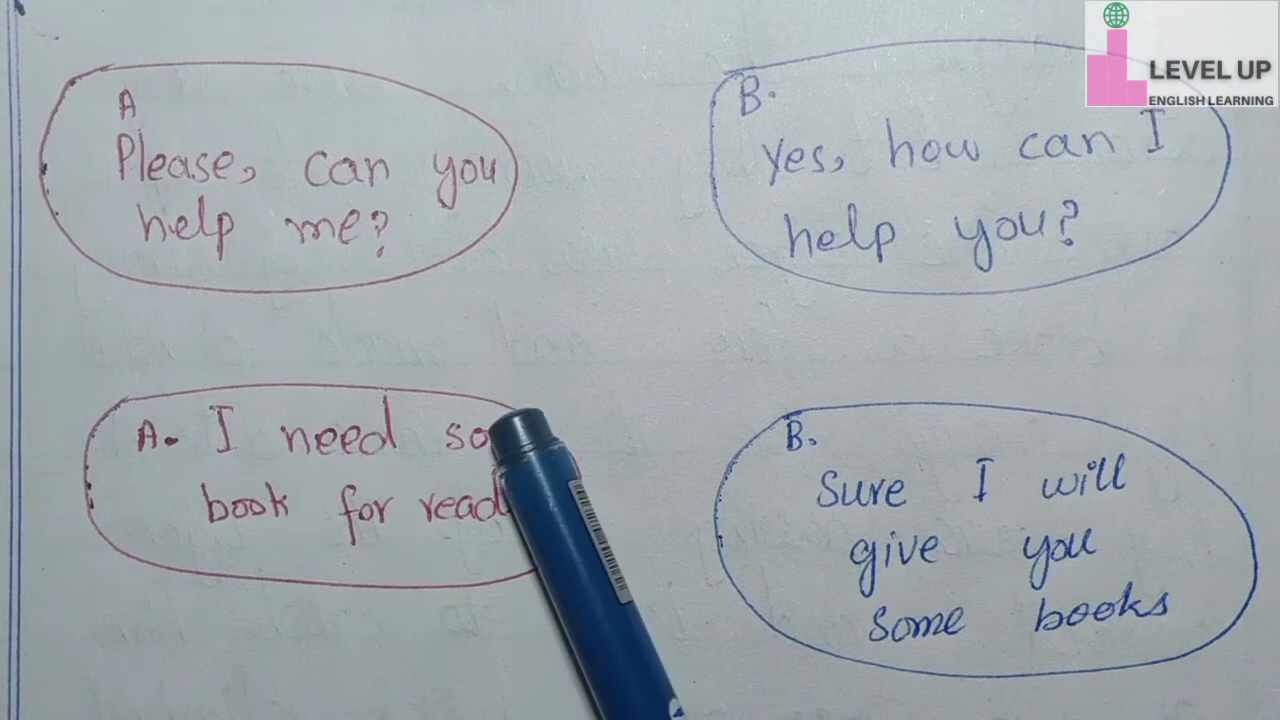 A
Please, can you
help me?
B.
Yes, how can I
help you?
A. I need
book for
B.
Sure I will
give you
some books
LEVEL UP
ENGLISH LEARNING